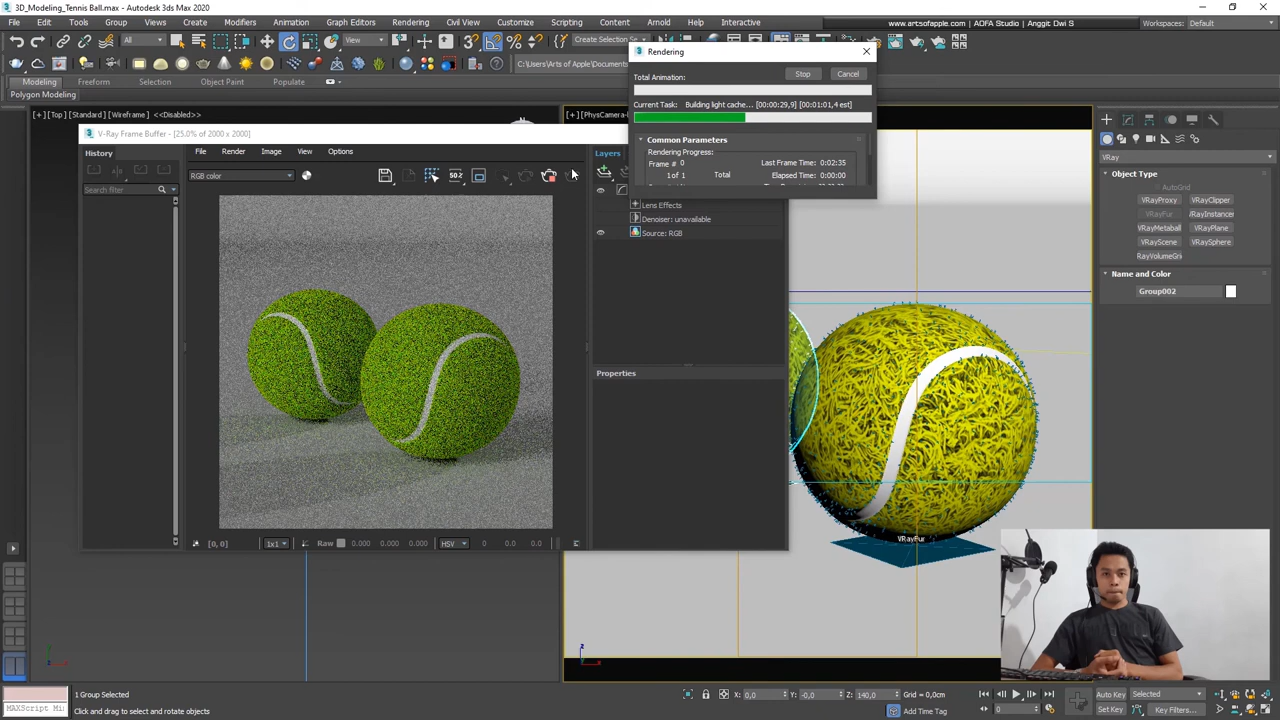 3D_Modeling_Tennis Ball.max - Autodesk 3ds Max 2020
File Edit Tools Group Views Create Modifiers Animation Graph Editors Rendering Civil View Customize Scripting Content Arnold Help Interactive
www.artsofapple.com | AOFA Studio | Anggit Dwi S
Workspaces: Default
All
View
Create Selection Se
C:\Users\Arts of Apple\Documents
Modeling Freeform Selection Object Paint Populate
Polygon Modeling
[+] [Top] [Standard] [Wireframe] <<Disabled>>
V-Ray Frame Buffer - [25.0% of 2000 x 2000]
History
File Render Image View Options
Search filter
RGB color
Layers
Lens Effects
Denoiser: unavailable
Source: RGB
Properties
[0, 0] 1x1 Raw 0.000 0.000 0.000 HSV 0 0.0 0.0
Rendering
Total Animation:
Stop Cancel
Current Task: Building light cache... [00:00:29,9] [00:01:01,4 est]
Common Parameters
Rendering Progress:
Frame # 0 Last Frame Time: 0:02:35
1 of 1 Total Elapsed Time: 0:00:00
VRayFur
VRay
Object Type
AutoGrid
VRayProxy VRayClipper
VRayFur
VRayMetaball VRayPlane
VRayScene VRaySphere
Name and Color
Group002
1 Group Selected
MAXScript Mi
Click and drag to select and rotate objects
X: 0,0 Y: -0,0 Z: 140,0 Grid = 0,0cm
Add Time Tag
Auto Key Selected
Set Key Key Filters...
0